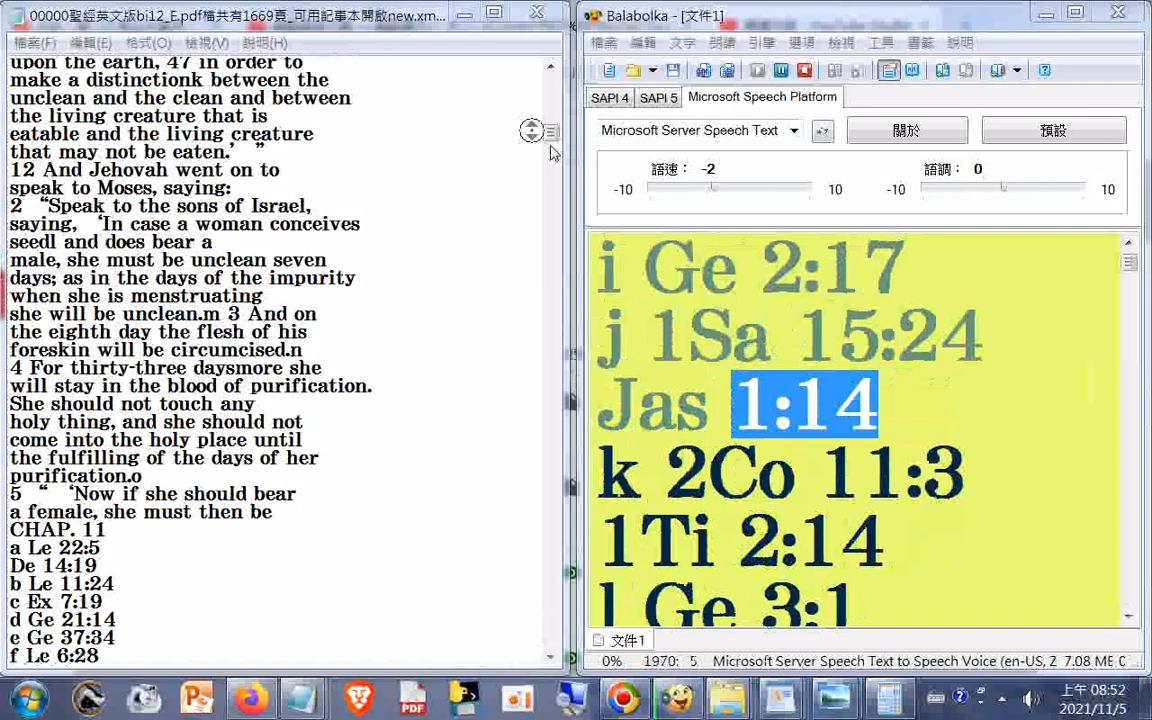 00000聖經英文版bi12_E.pdf檔共有1669頁_可用記事本開啟new.xm...
檔案(F) 編輯(E) 格式(O) 檢視(V) 說明(H)
upon the earth, 47 in order to
make a distinctionk between the
unclean and the clean and between
the living creature that is
eatable and the living creature
that may not be eaten.’ ”
12 And Jehovah went on to
speak to Moses, saying:
2 “Speak to the sons of Israel,
saying, ‘In case a woman conceives
seedl and does bear a
male, she must be unclean seven
days; as in the days of the impurity
when she is menstruating
she will be unclean.m 3 And on
the eighth day the flesh of his
foreskin will be circumcised.n
4 For thirty-three daysmore she
will stay in the blood of purification.
She should not touch any
holy thing, and she should not
come into the holy place until
the fulfilling of the days of her
purification.o
5 “ ‘Now if she should bear
a female, she must then be
CHAP. 11
a Le 22:5
De 14:19
b Le 11:24
c Ex 7:19
d Ge 21:14
e Ge 37:34
f Le 6:28
Balabolka - [文件1]
檔案 編輯 文字 朗讀 引擎 選項 檢視 工具 書籤 說明
SAPI 4 SAPI 5 Microsoft Speech Platform
Microsoft Server Speech Text 關於 預設
語速： -2 語調： 0
-10 10 -10 10
i Ge 2:17
j 1Sa 15:24
Jas 1:14
k 2Co 11:3
1Ti 2:14
l Ge 3:1
文件1
0% 1970: 5 Microsoft Server Speech Text to Speech Voice (en-US, 2 7.08 ME
PDF
上午 08:52
2021/11/5